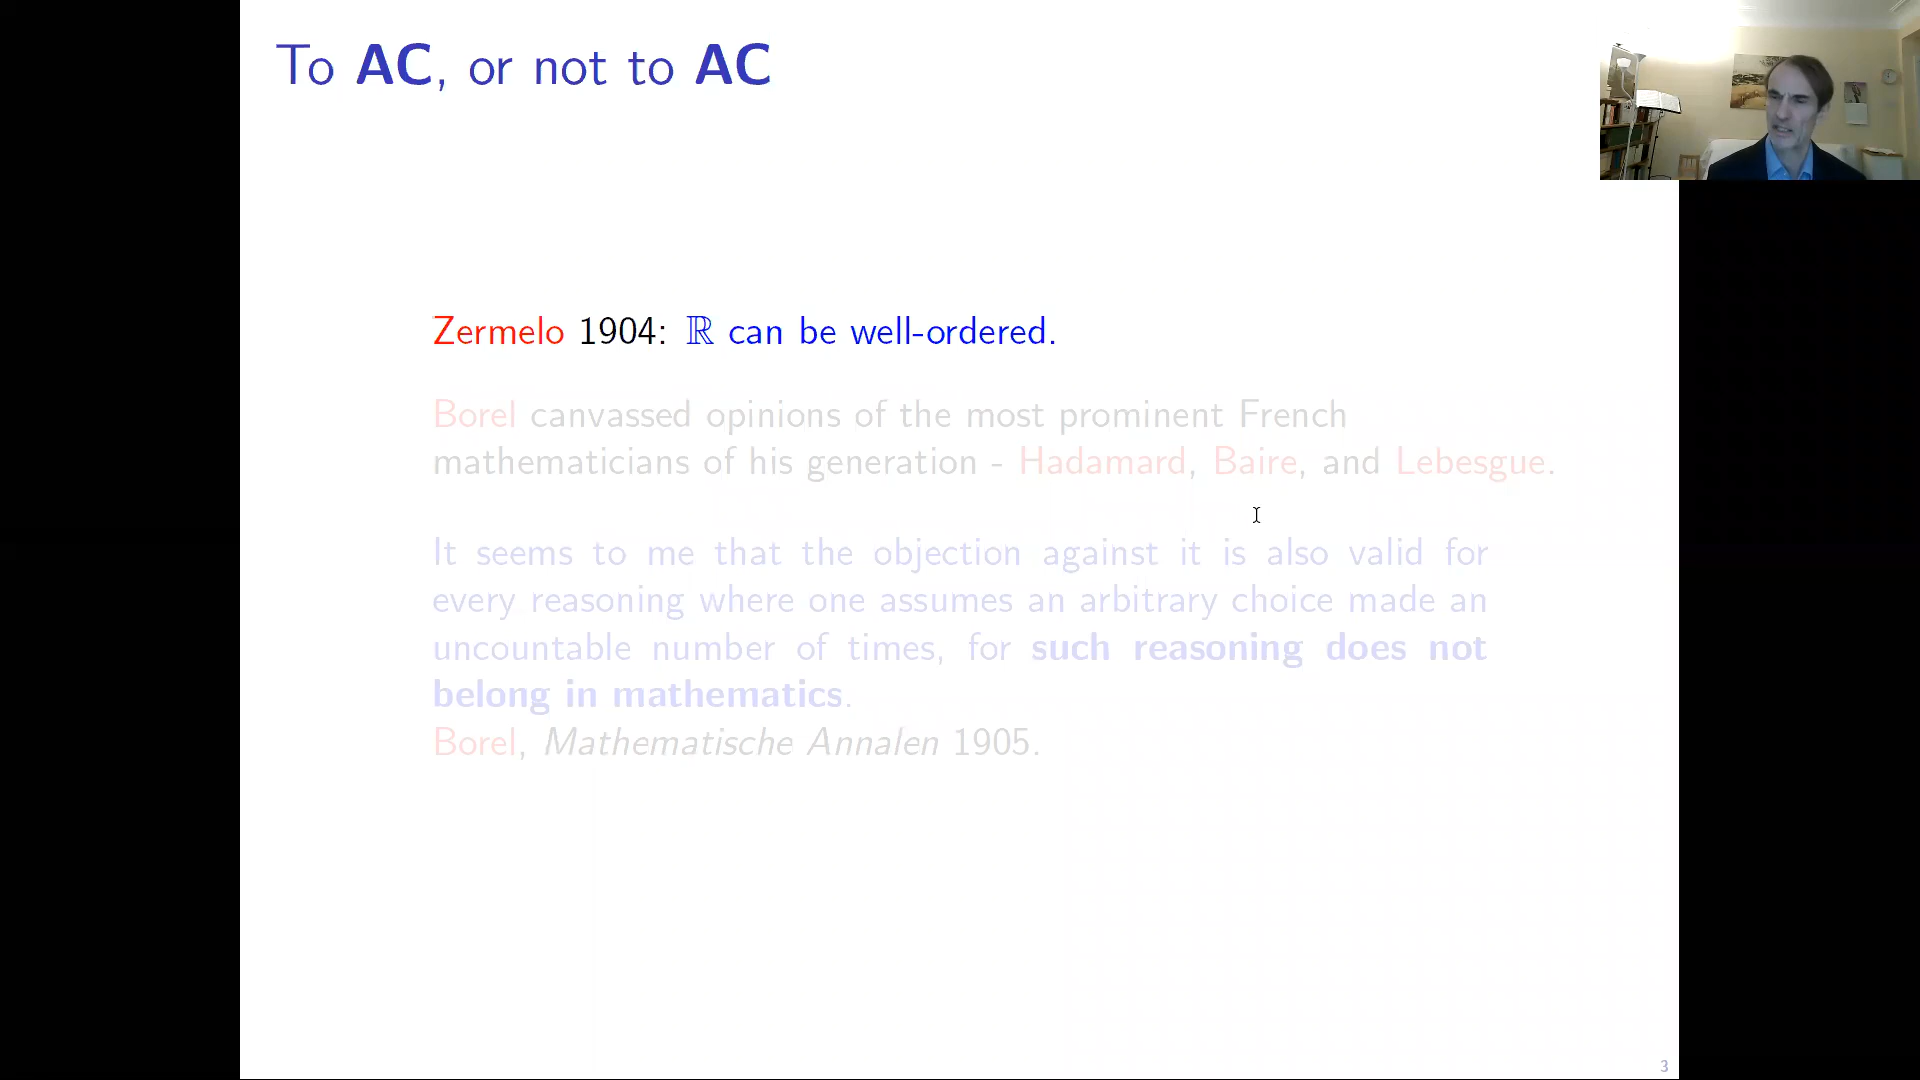 To AC, or not to AC
Zermelo 1904: ℝ can be well-ordered.
Borel canvassed opinions of the most prominent French
mathematicians of his generation - Hadamard, Baire, and Lebesgue.
It seems to me that the objection against it is also valid for
every reasoning where one assumes an arbitrary choice made an
uncountable number of times, for such reasoning does not
belong in mathematics.
Borel, Mathematische Annalen 1905.
3